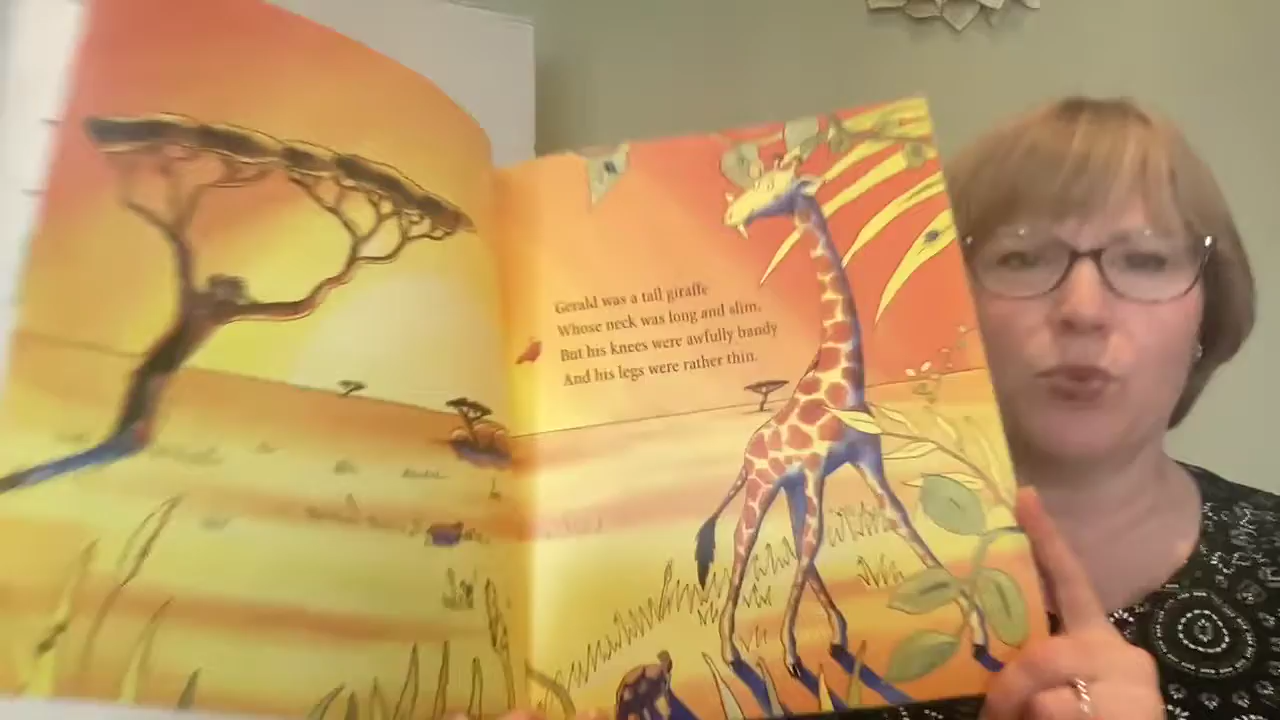 Gerald was a tall giraffe
Whose neck was long and slim,
But his knees were awfully bandy
And his legs were rather thin.